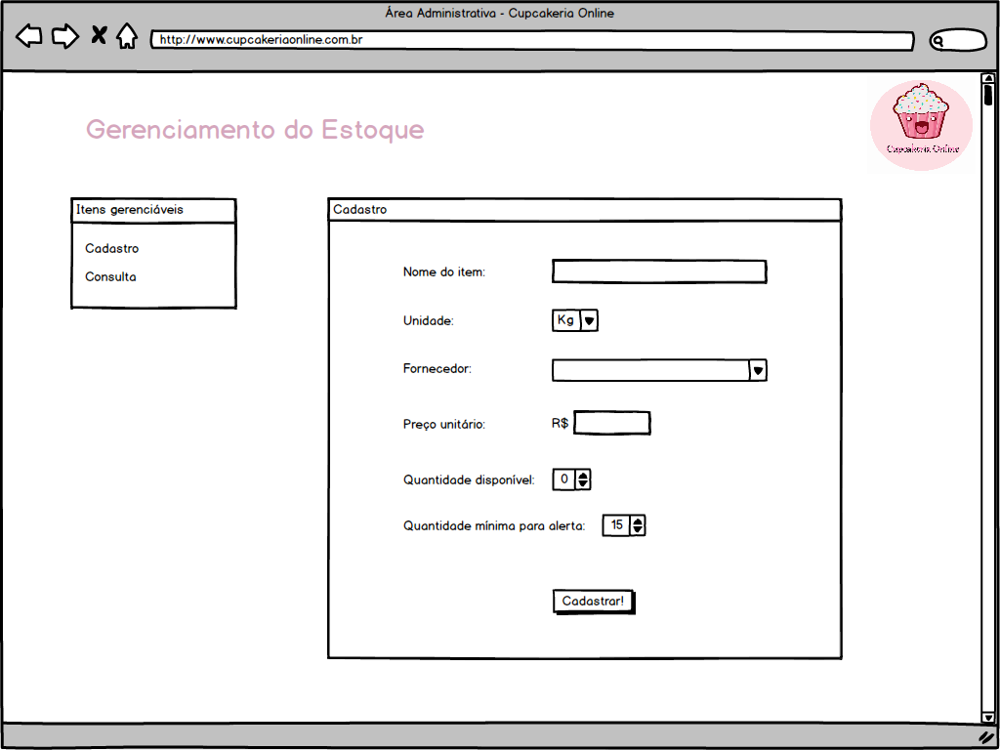 Área Administrativa - Cupcakeria Online
http://www.cupcakeriaonline.com.br
Cupcakeria Online
Gerenciamento do Estoque
Itens gerenciáveis
Cadastro
Consulta
Cadastro
Nome do item:
Unidade: Kg
Fornecedor:
Preço unitário: R$
Quantidade disponível: 0
Quantidade mínima para alerta: 15
Cadastrar!